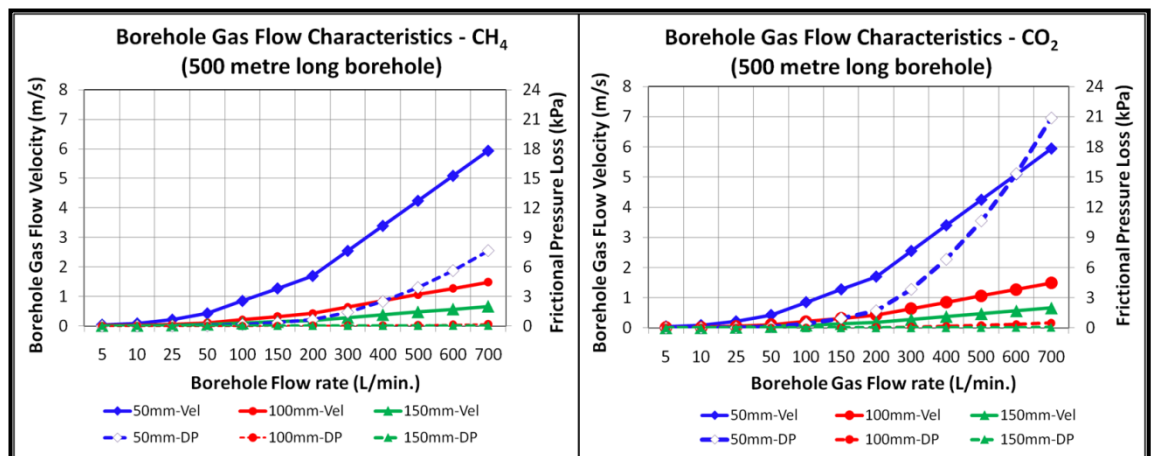 Borehole Gas Flow Characteristics - CH₄
(500 metre long borehole)
Borehole Gas Flow Velocity (m/s)
8
7
6
5
4
3
2
1
0
24
21
18
15
12
9
6
3
0
Frictional Pressure Loss (kPa)
5 10 25 50 100 150 200 300 400 500 600 700
Borehole Flow rate (L/min.)
50mm-Vel 100mm-Vel 150mm-Vel
50mm-DP 100mm-DP 150mm-DP
Borehole Gas Flow Characteristics - CO₂
(500 metre long borehole)
Borehole Gas FLow Velocity (m/s)
8
7
6
5
4
3
2
1
0
24
21
18
15
12
9
6
3
0
Frictional Pressure Loss (kPa)
5 10 25 50 100 150 200 300 400 500 600 700
Borehole Gas Flow rate (L/min.)
50mm-Vel 100mm-Vel 150mm-Vel
50mm-DP 100mm-DP 150mm-DP